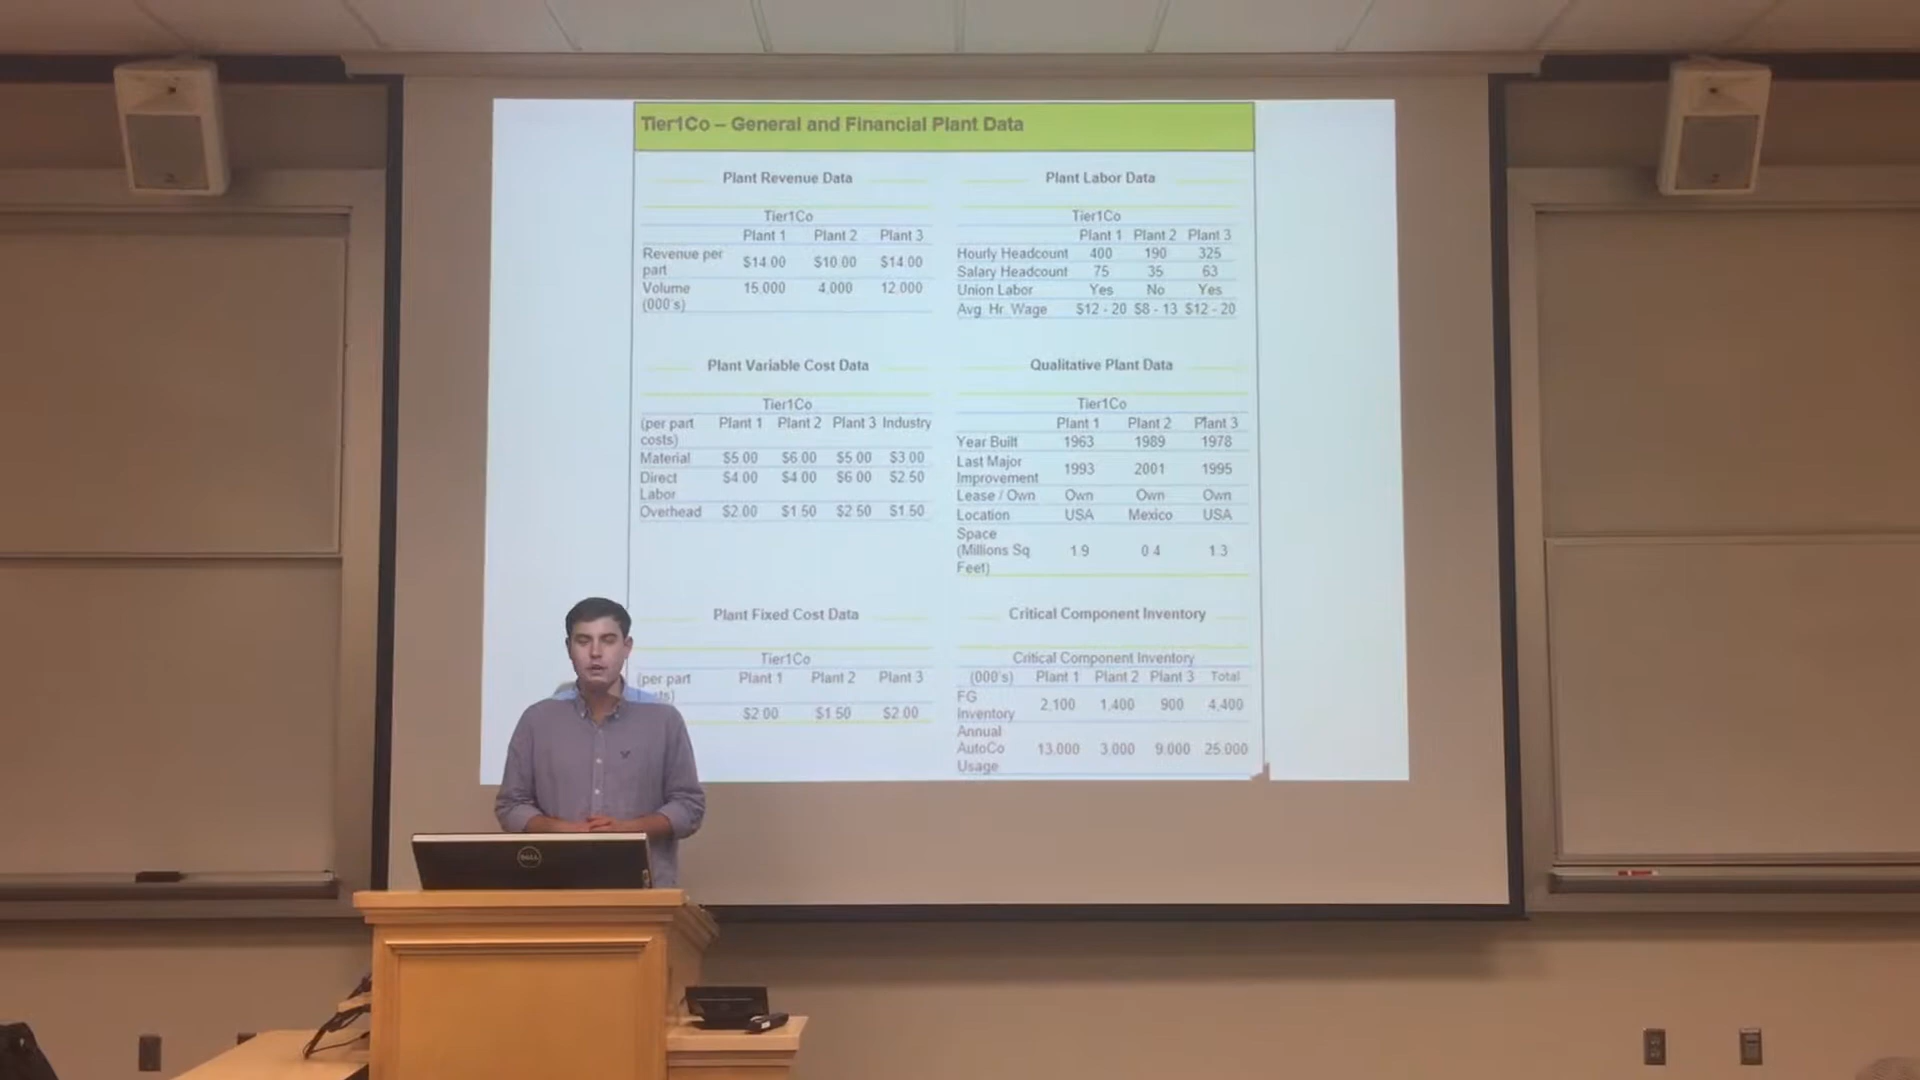 Tier1Co – General and Financial Plant Data
Plant Revenue Data
Tier1Co
Plant 1 Plant 2 Plant 3
Revenue per part $14.00 $10.00 $14.00
Volume (000's) 15,000 4,000 12,000
Plant Labor Data
Tier1Co
Plant 1 Plant 2 Plant 3
Hourly Headcount 400 190 325
Salary Headcount 75 35 63
Union Labor Yes No Yes
Avg. Hr. Wage $12 - 20 $8 - 13 $12 - 20
Plant Variable Cost Data
Tier1Co
(per part costs) Plant 1 Plant 2 Plant 3 Industry
Material $5.00 $6.00 $5.00 $3.00
Direct Labor $4.00 $4.00 $6.00 $2.50
Overhead $2.00 $1.50 $2.50 $1.50
Qualitative Plant Data
Tier1Co
Plant 1 Plant 2 Plant 3
Year Built 1963 1989 1978
Last Major Improvement 1993 2001 1995
Lease / Own Own Own Own
Location USA Mexico USA
Space (Millions Sq Feet) 1.9 0.4 1.3
Plant Fixed Cost Data
Tier1Co
(per part Plant 1 Plant 2 Plant 3
$2.00 $1.50 $2.00
Critical Component Inventory
Critical Component Inventory
(000's) Plant 1 Plant 2 Plant 3 Total
FG Inventory 2,100 1,400 900 4,400
Annual AutoCo Usage 13,000 3,000 9,000 25,000
DELL